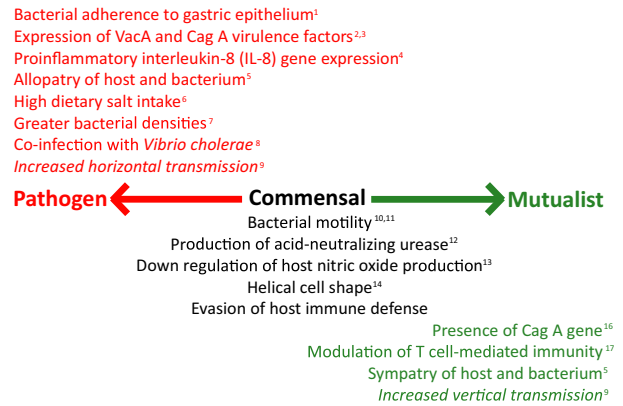 Bacterial adherence to gastric epithelium¹
Expression of VacA and Cag A virulence factors²,³
Proinflammatory interleukin-8 (IL-8) gene expression⁴
Allopatry of host and bacterium⁵
High dietary salt intake⁶
Greater bacterial densities⁷
Co-infection with Vibrio cholerae⁸
Increased horizontal transmission⁹
Pathogen Commensal Mutualist
Bacterial motility¹⁰,¹¹
Production of acid-neutralizing urease¹²
Down regulation of host nitric oxide production¹³
Helical cell shape¹⁴
Evasion of host immune defense
Presence of Cag A gene¹⁶
Modulation of T cell-mediated immunity¹⁷
Sympatry of host and bacterium⁵
Increased vertical transmission⁹